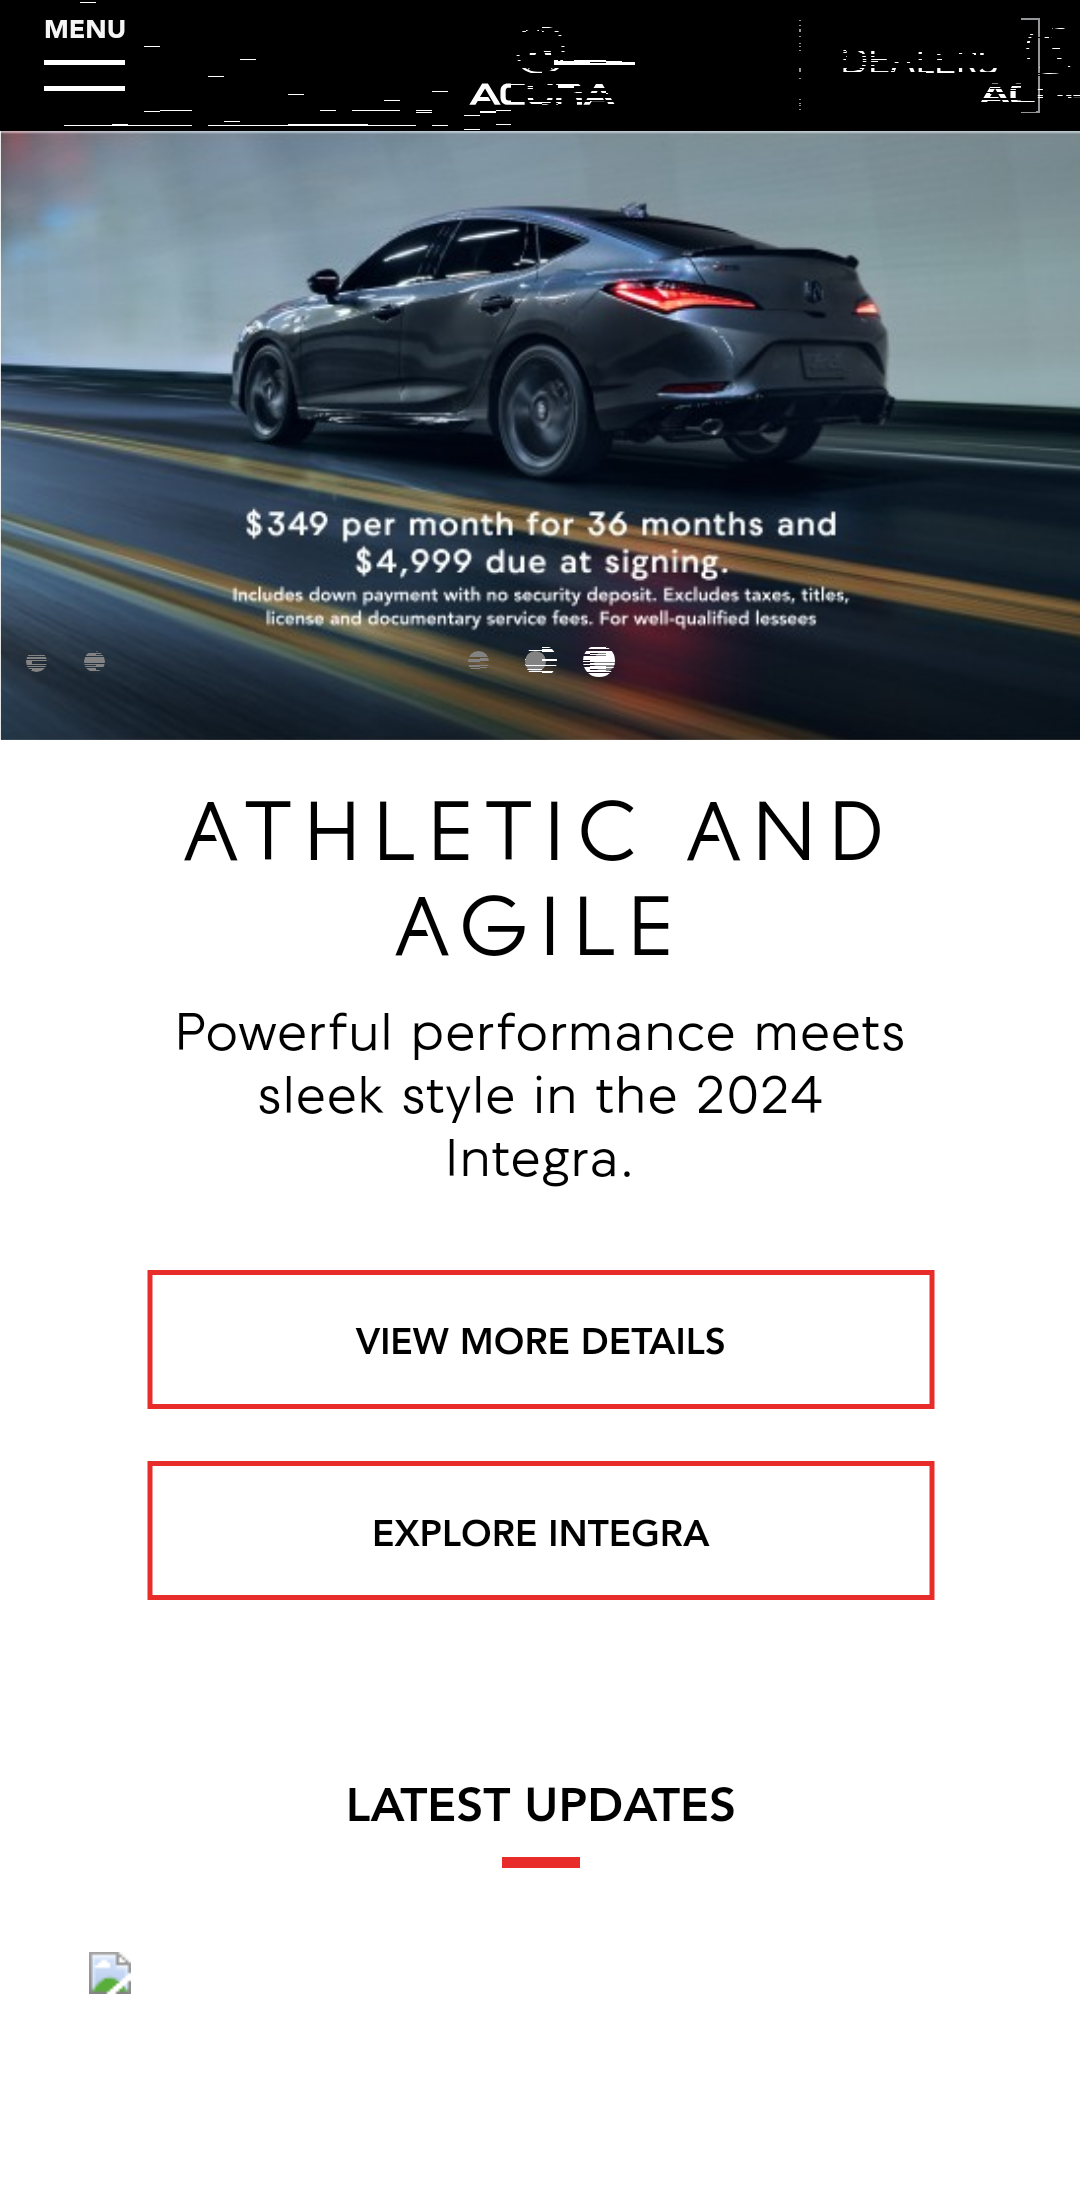 MENU
ACURA
DEALERS
$349 per month for 36 months and
$4,999 due at signing.
Includes down payment with no security deposit. Excludes taxes, titles,
license and documentary service fees. For well-qualified lessees
ATHLETIC AND
AGILE
Powerful performance meets
sleek style in the 2024
Integra.
VIEW MORE DETAILS
EXPLORE INTEGRA
LATEST UPDATES